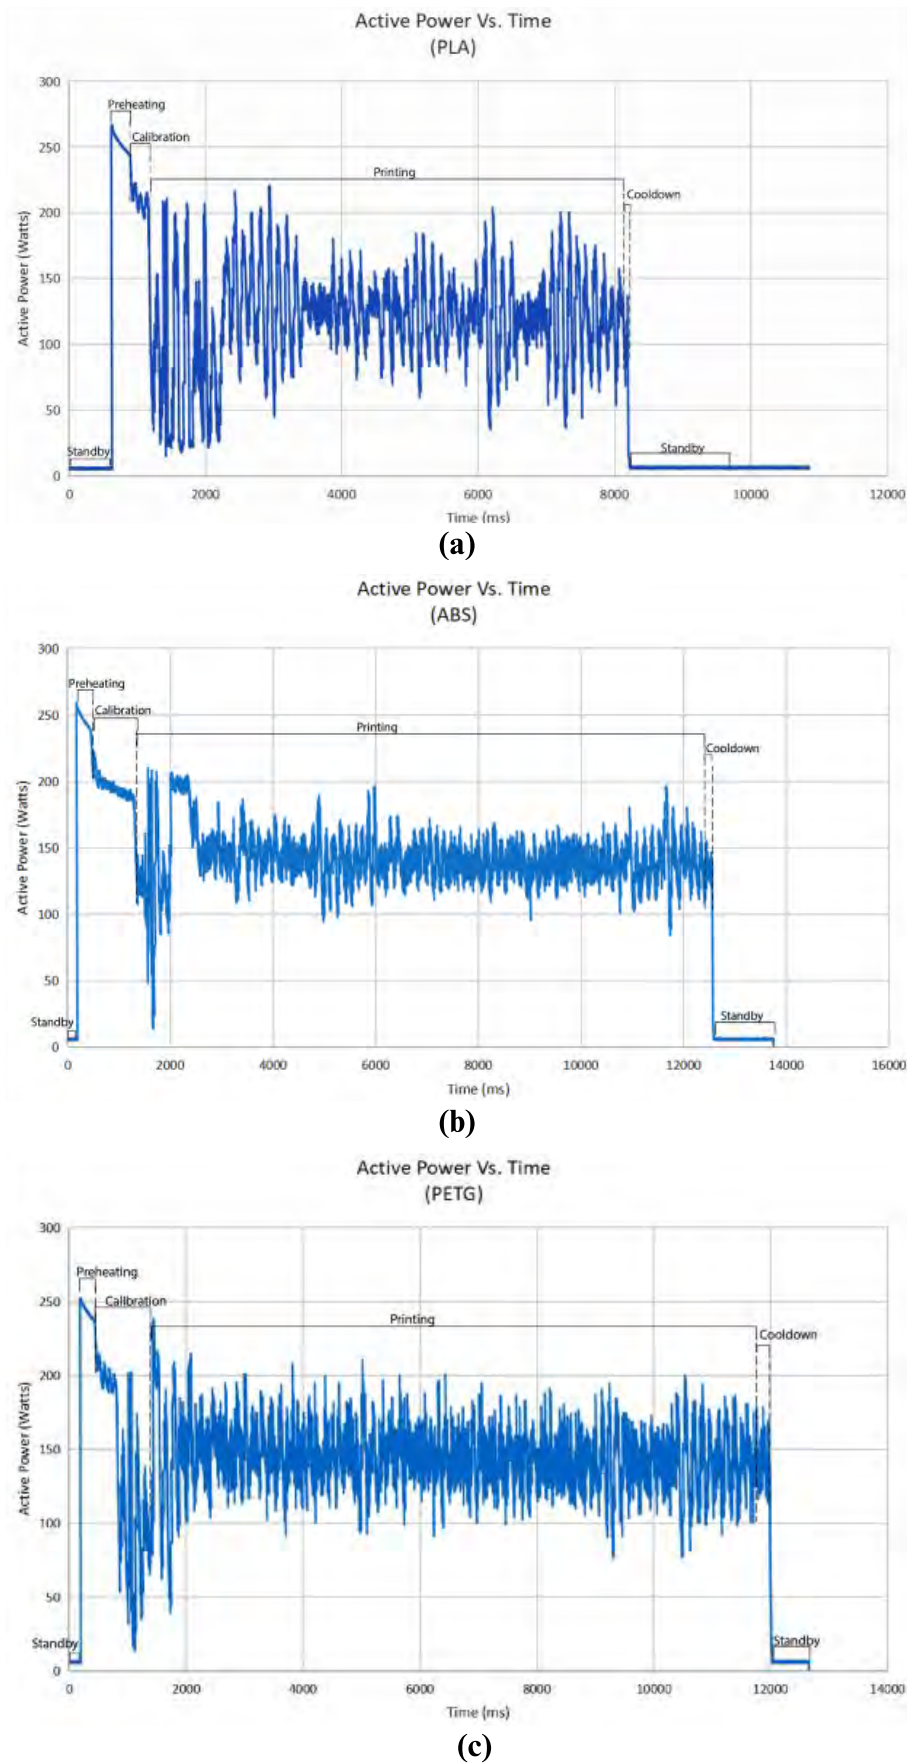 Active Power Vs. Time
(PLA)
300
Preheating
250
Calibration
Printing
Cooldown
200
Active Power (Watts)
150
100
50
Standby
Standby
0
0 2000 4000 6000 8000 10000 12000
Time (ms)
(a)
Active Power Vs. Time
(ABS)
300
Preheating
250
Calibration
Printing
Cooldown
200
Active Power (Watts)
150
100
50
Standby
Standby
0
0 2000 4000 6000 8000 10000 12000 14000 16000
Time (ms)
(b)
Active Power Vs. Time
(PETG)
300
Preheating
250
Calibration
Printing
Cooldown
200
Active Power (Watts)
150
100
50
Standby
Standby
0
0 2000 4000 6000 8000 10000 12000 14000
Time (ms)
(c)